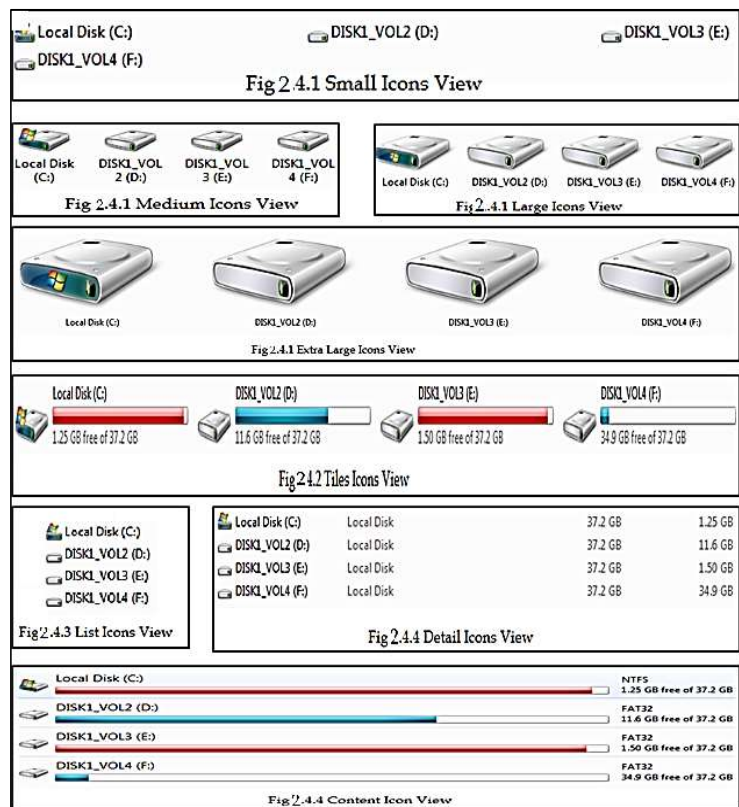 Local Disk (C:) DISK1_VOL2 (D:) DISK1_VOL3 (E:)
DISK1_VOL4 (F:)
Fig 2.4.1 Small Icons View
Local Disk (C:) DISK1_VOL 2 (D:) DISK1_VOL 3 (E:) DISK1_VOL 4 (F:)
Fig 2.4.1 Medium Icons View
Local Disk (C:) DISK1_VOL2 (D:) DISK1_VOL3 (E:) DISK1_VOL4 (F:)
Fig2..4.1 Large Icons View
Local Disk (C:) DISK1_VOL2 (D:) DISK1_VOL3 (E:) DISK1_VOL4 (F:)
Fig 2.4.1 Extra Large Icons View
Local Disk (C:) DISK1_VOL2 (D:) DISK1_VOL3 (E:) DISK1_VOL4 (F:)
1.25 GB free of 37.2 GB 11.6 GB free of 37.2 GB 1.50 GB free of 37.2 GB 34.9 GB free of 37.2 GB
Fig 2.4.2 Tiles Icons View
Local Disk (C:)
DISK1_VOL2 (D:)
DISK1_VOL3 (E:)
DISK1_VOL4 (F:)
Fig2.4.3 List Icons View
Local Disk (C:) Local Disk 37.2 GB 1.25 GB
DISK1_VOL2 (D:) Local Disk 37.2 GB 11.6 GB
DISK1_VOL3 (E:) Local Disk 37.2 GB 1.50 GB
DISK1_VOL4 (F:) Local Disk 37.2 GB 34.9 GB
Fig 2.4.4 Detail Icons View
Local Disk (C:) NTFS
1.25 GB free of 37.2 GB
DISK1_VOL2 (D:) FAT32
11.6 GB free of 37.2 GB
DISK1_VOL3 (E:) FAT32
1.50 GB free of 37.2 GB
DISK1_VOL4 (F:) FAT32
34.9 GB free of 37.2 GB
Fig 2.4.4 Content Icon View